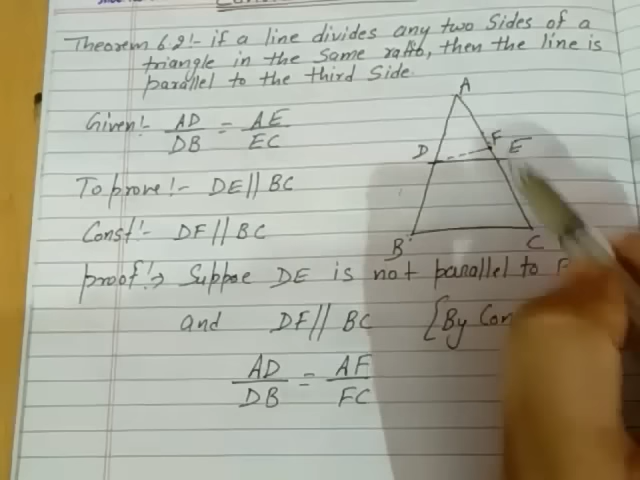 Theorem 6.2 :- if a line divides any two sides of a
triangle in the same ratio, then the line is
parallel to the third side.
Given :- AD/DB = AE/EC
To prove :- DE || BC
Const :- DF || BC
A
D F E
B C
proof :-> Suppose DE is not parallel to
and DF || BC [By Con
AD/DB = AF/FC